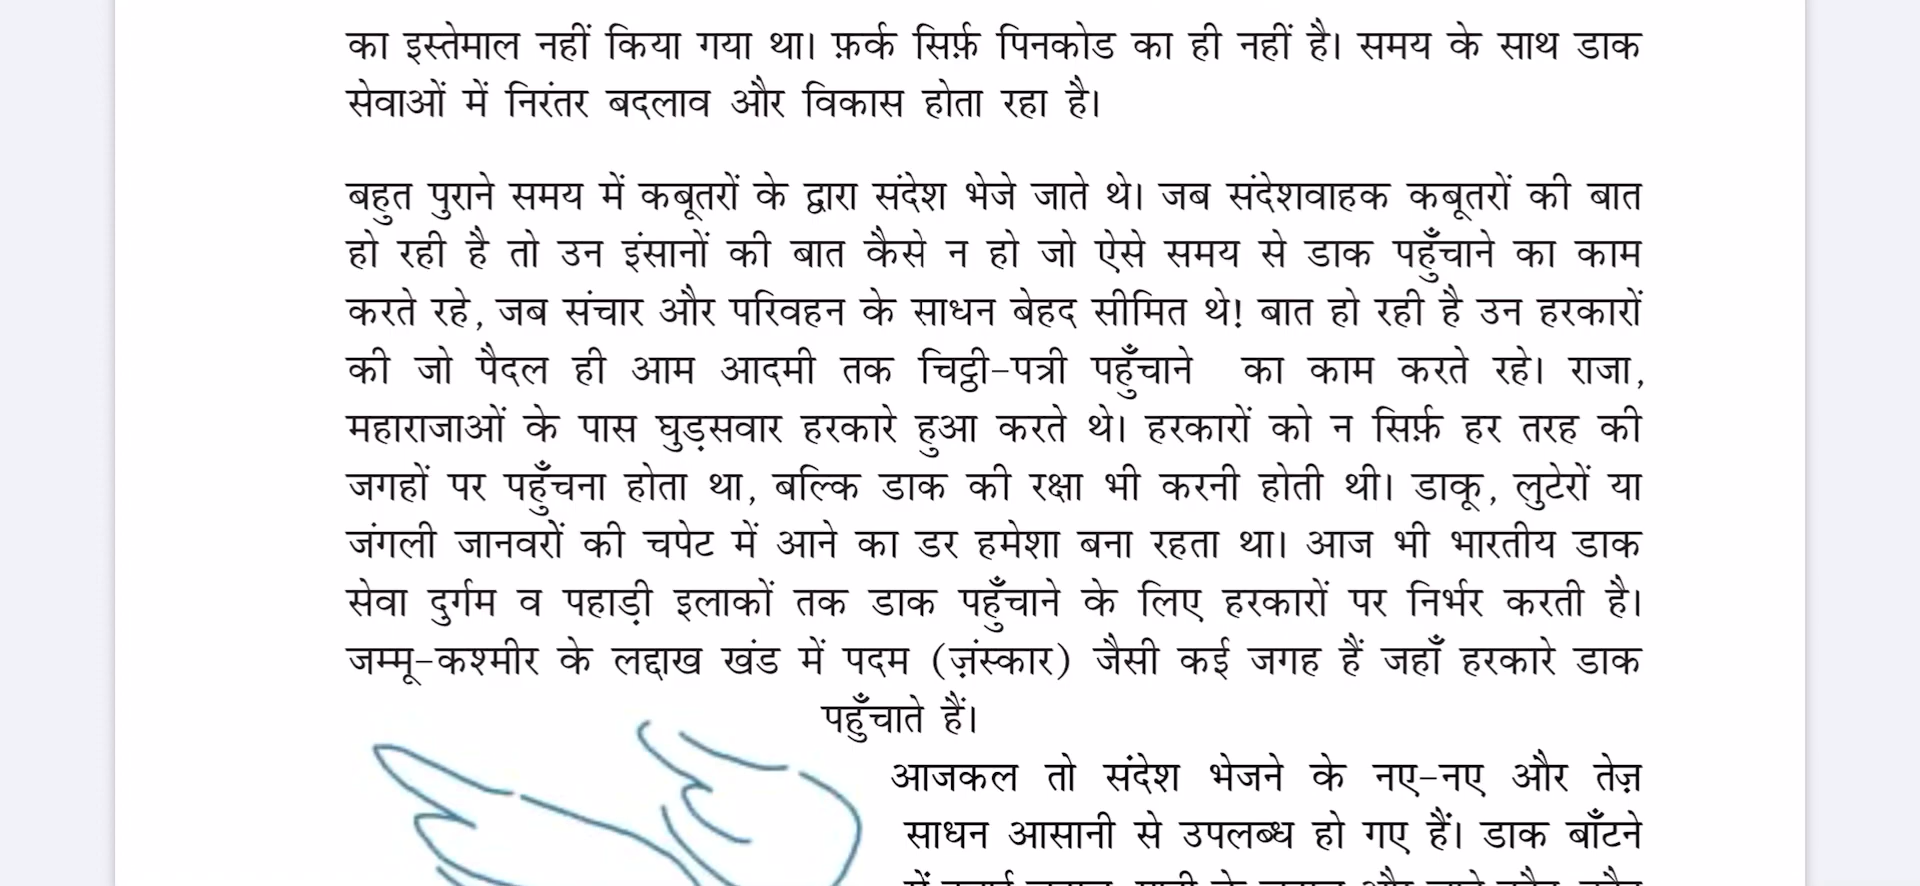 का इस्तेमाल नहीं किया गया था। फ़र्क सिर्फ़ पिनकोड का ही नहीं है। समय के साथ डाक
सेवाओं में निरंतर बदलाव और विकास होता रहा है।
बहुत पुराने समय में कबूतरों के द्वारा संदेश भेजे जाते थे। जब संदेशवाहक कबूतरों की बात
हो रही है तो उन इंसानों की बात कैसे न हो जो ऐसे समय से डाक पहुँचाने का काम
करते रहे, जब संचार और परिवहन के साधन बेहद सीमित थे! बात हो रही है उन हरकारों
की जो पैदल ही आम आदमी तक चिट्ठी-पत्री पहुँचाने का काम करते रहे। राजा,
महाराजाओं के पास घुड़सवार हरकारे हुआ करते थे। हरकारों को न सिर्फ़ हर तरह की
जगहों पर पहुँचना होता था, बल्कि डाक की रक्षा भी करनी होती थी। डाकू, लुटेरों या
जंगली जानवरों की चपेट में आने का डर हमेशा बना रहता था। आज भी भारतीय डाक
सेवा दुर्गम व पहाड़ी इलाकों तक डाक पहुँचाने के लिए हरकारों पर निर्भर करती है।
जम्मू-कश्मीर के लद्दाख खंड में पदम (ज़ंस्कार) जैसी कई जगह हैं जहाँ हरकारे डाक
पहुँचाते हैं।
आजकल तो संदेश भेजने के नए-नए और तेज़
साधन आसानी से उपलब्ध हो गए हैं। डाक बाँटने